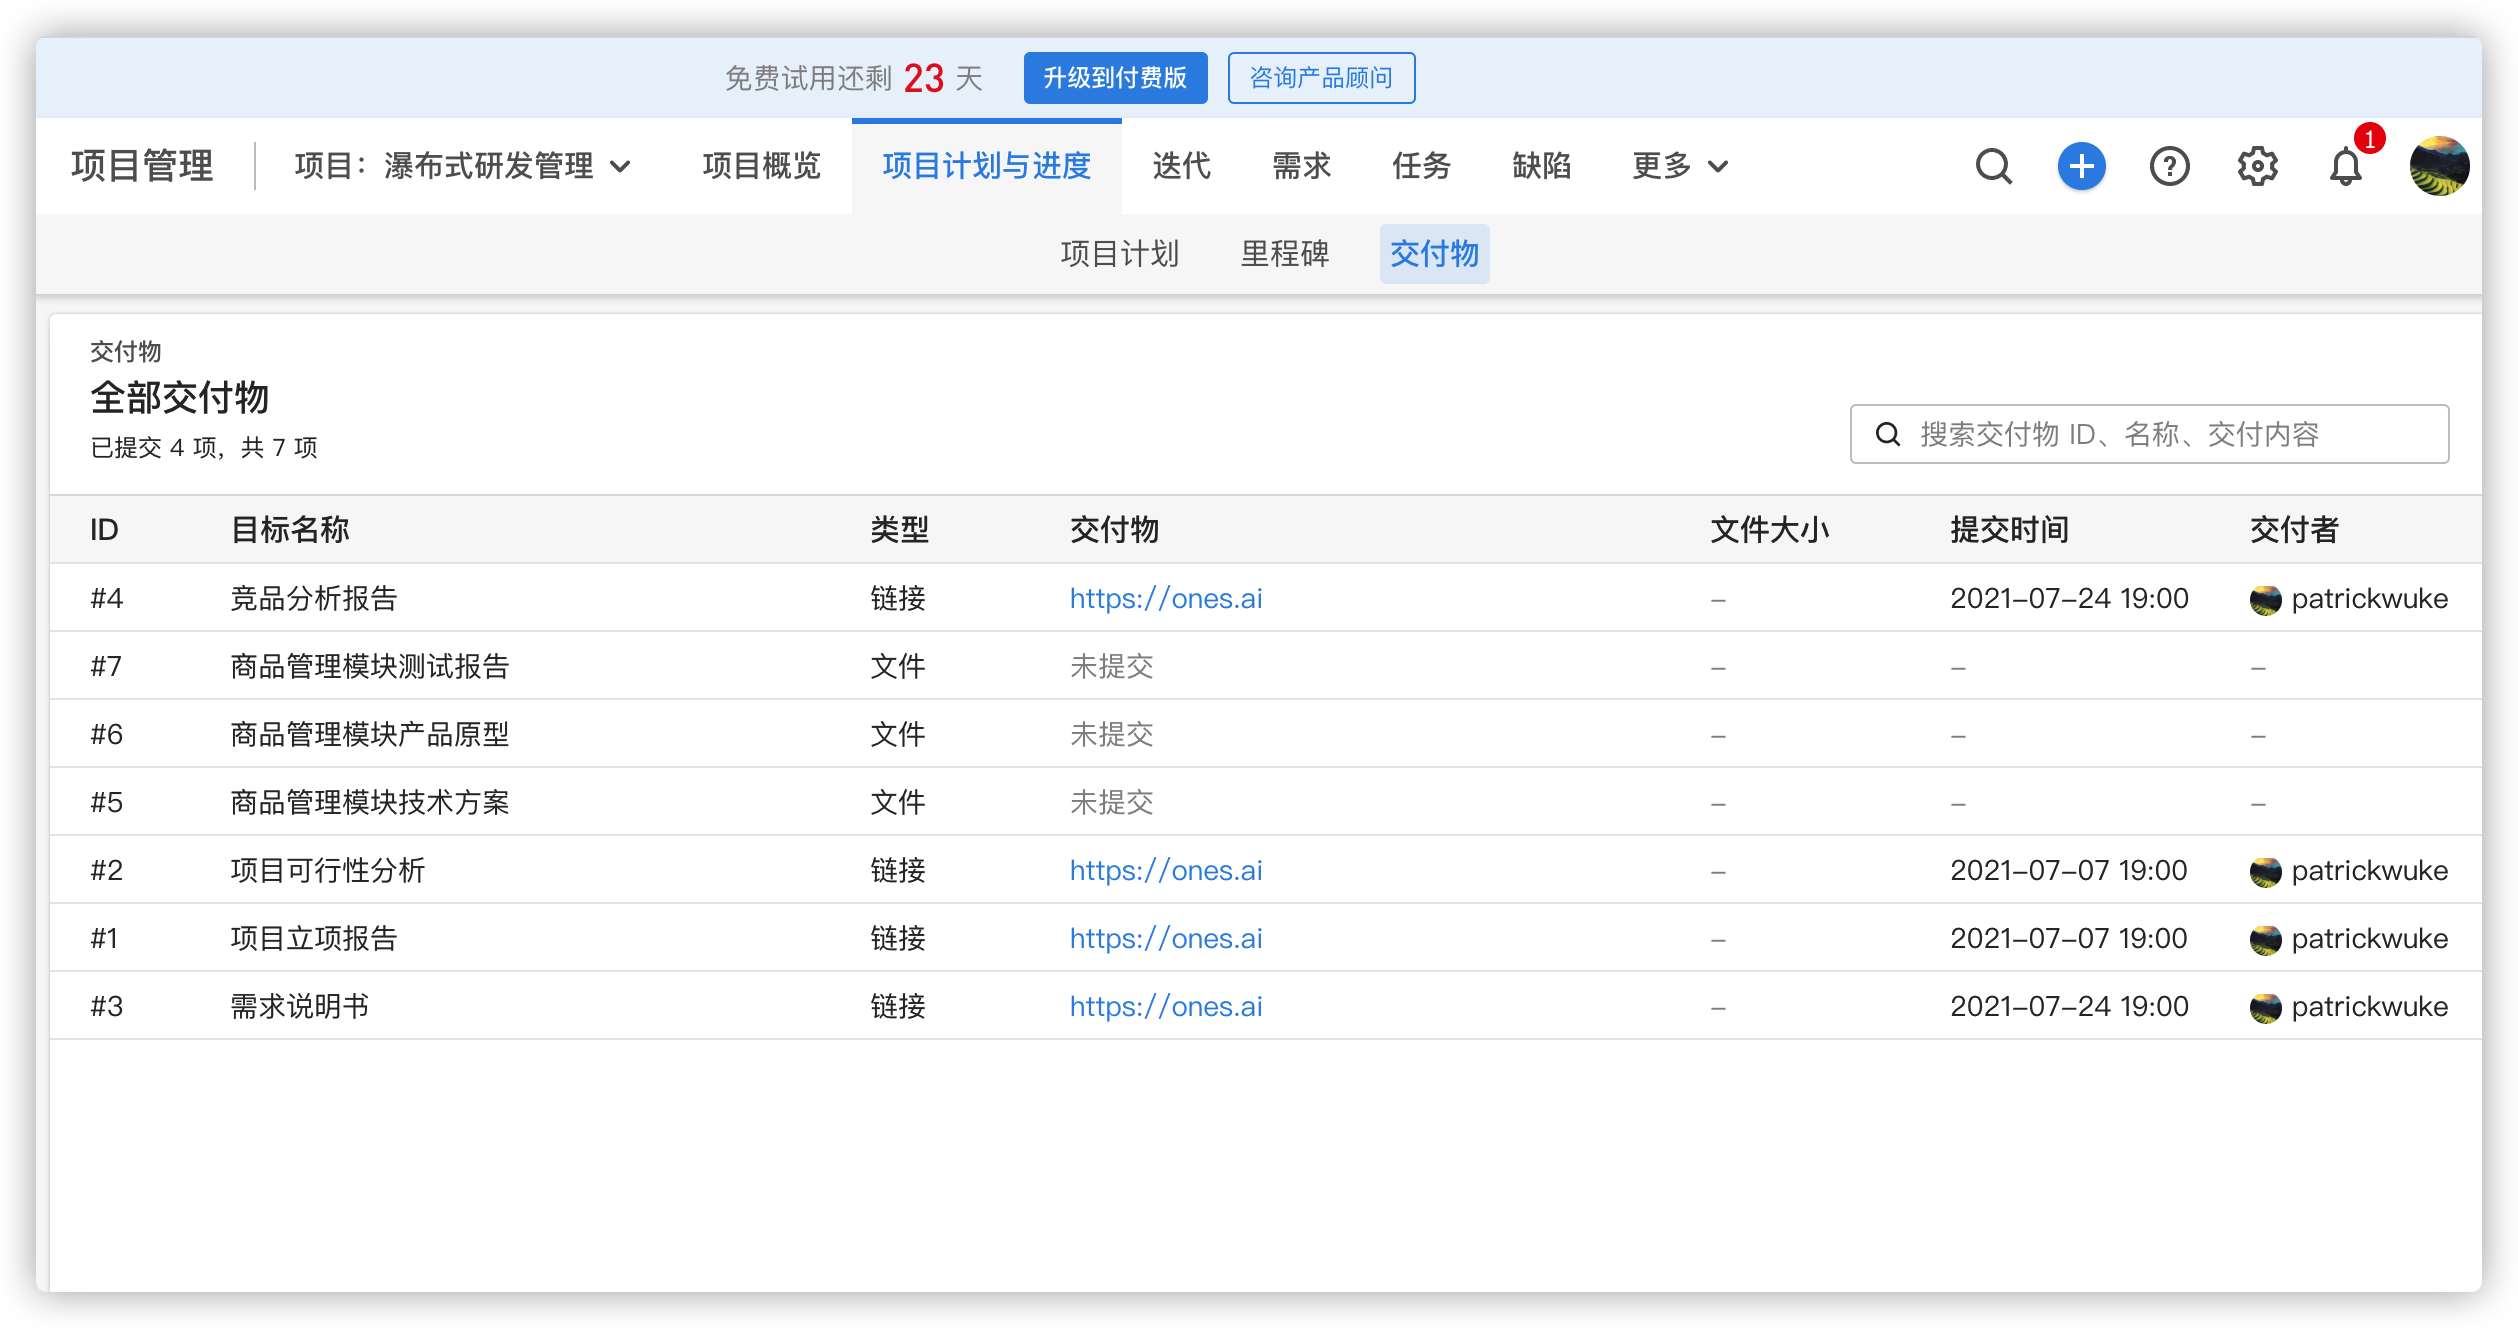 免费试用还剩 23 天 升级到付费版 咨询产品顾问
项目管理 项目：瀑布式研发管理 项目概览 项目计划与进度 迭代 需求 任务 缺陷 更多 1
项目计划 里程碑 交付物
交付物
全部交付物
已提交 4 项，共 7 项
搜索交付物 ID、名称、交付内容
ID 目标名称 类型 交付物 文件大小 提交时间 交付者
#4 竞品分析报告 链接 https://ones.ai – 2021-07-24 19:00 patrickwuke
#7 商品管理模块测试报告 文件 未提交 – – –
#6 商品管理模块产品原型 文件 未提交 – – –
#5 商品管理模块技术方案 文件 未提交 – – –
#2 项目可行性分析 链接 https://ones.ai – 2021-07-07 19:00 patrickwuke
#1 项目立项报告 链接 https://ones.ai – 2021-07-07 19:00 patrickwuke
#3 需求说明书 链接 https://ones.ai – 2021-07-24 19:00 patrickwuke